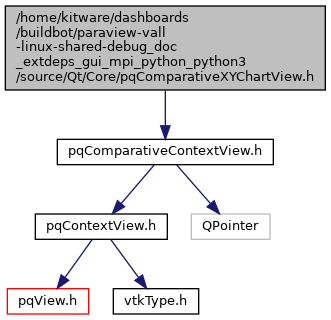 /home/kitware/dashboards
/buildbot/paraview-vall
-linux-shared-debug_doc
_extdeps_gui_mpi_python_python3
/source/Qt/Core/pqComparativeXYChartView.h
pqComparativeContextView.h
pqContextView.h
QPointer
pqView.h
vtkType.h